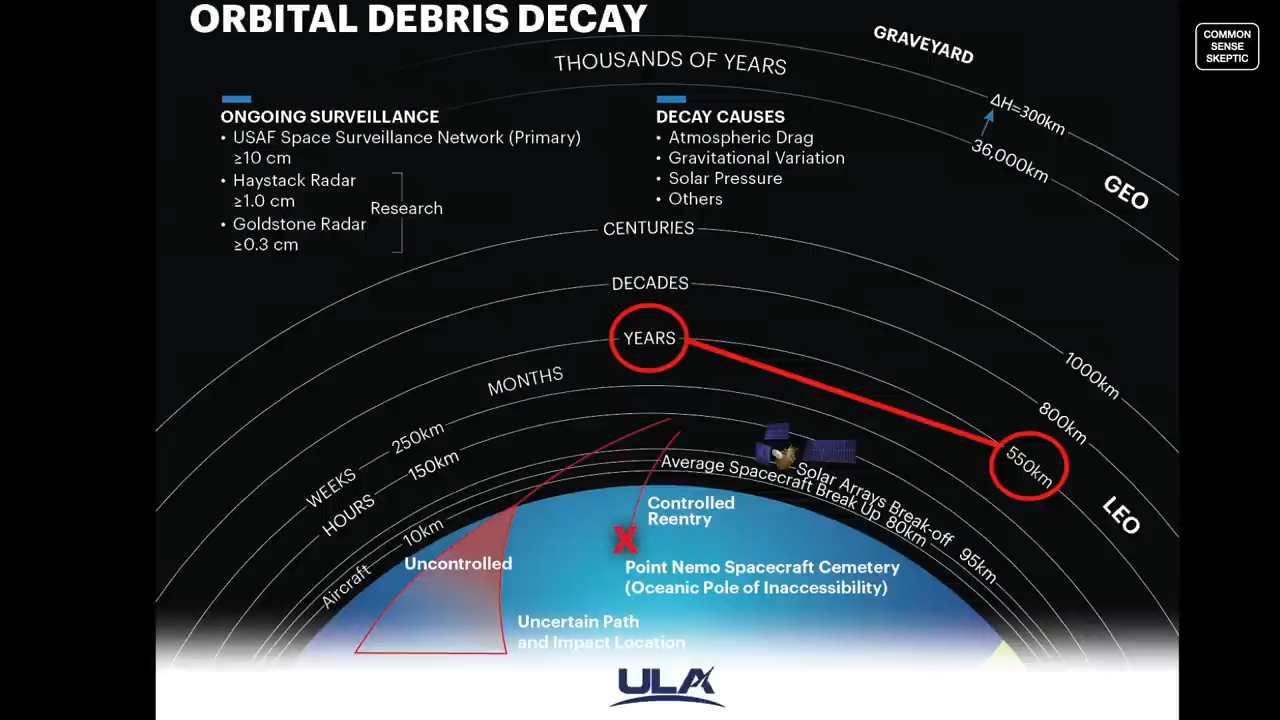 ORBITAL DEBRIS DECAY
COMMON
SENSE
SKEPTIC
GRAVEYARD
THOUSANDS OF YEARS
ΔH=300km
36,000km
GEO
ONGOING SURVEILLANCE
• USAF Space Surveillance Network (Primary)
≥10 cm
• Haystack Radar
≥1.0 cm
• Goldstone Radar
≥0.3 cm
Research
DECAY CAUSES
• Atmospheric Drag
• Gravitational Variation
• Solar Pressure
• Others
CENTURIES
DECADES
YEARS
MONTHS
1000km
800km
550km
LEO
250km
WEEKS
150km
HOURS
10km
Aircraft
Solar Arrays Break-off 95km
Average Spacecraft Break Up 80km
Controlled
Reentry
X
Uncontrolled
Point Nemo Spacecraft Cemetery
(Oceanic Pole of Inaccessibility)
Uncertain Path
and Impact Location
ULA